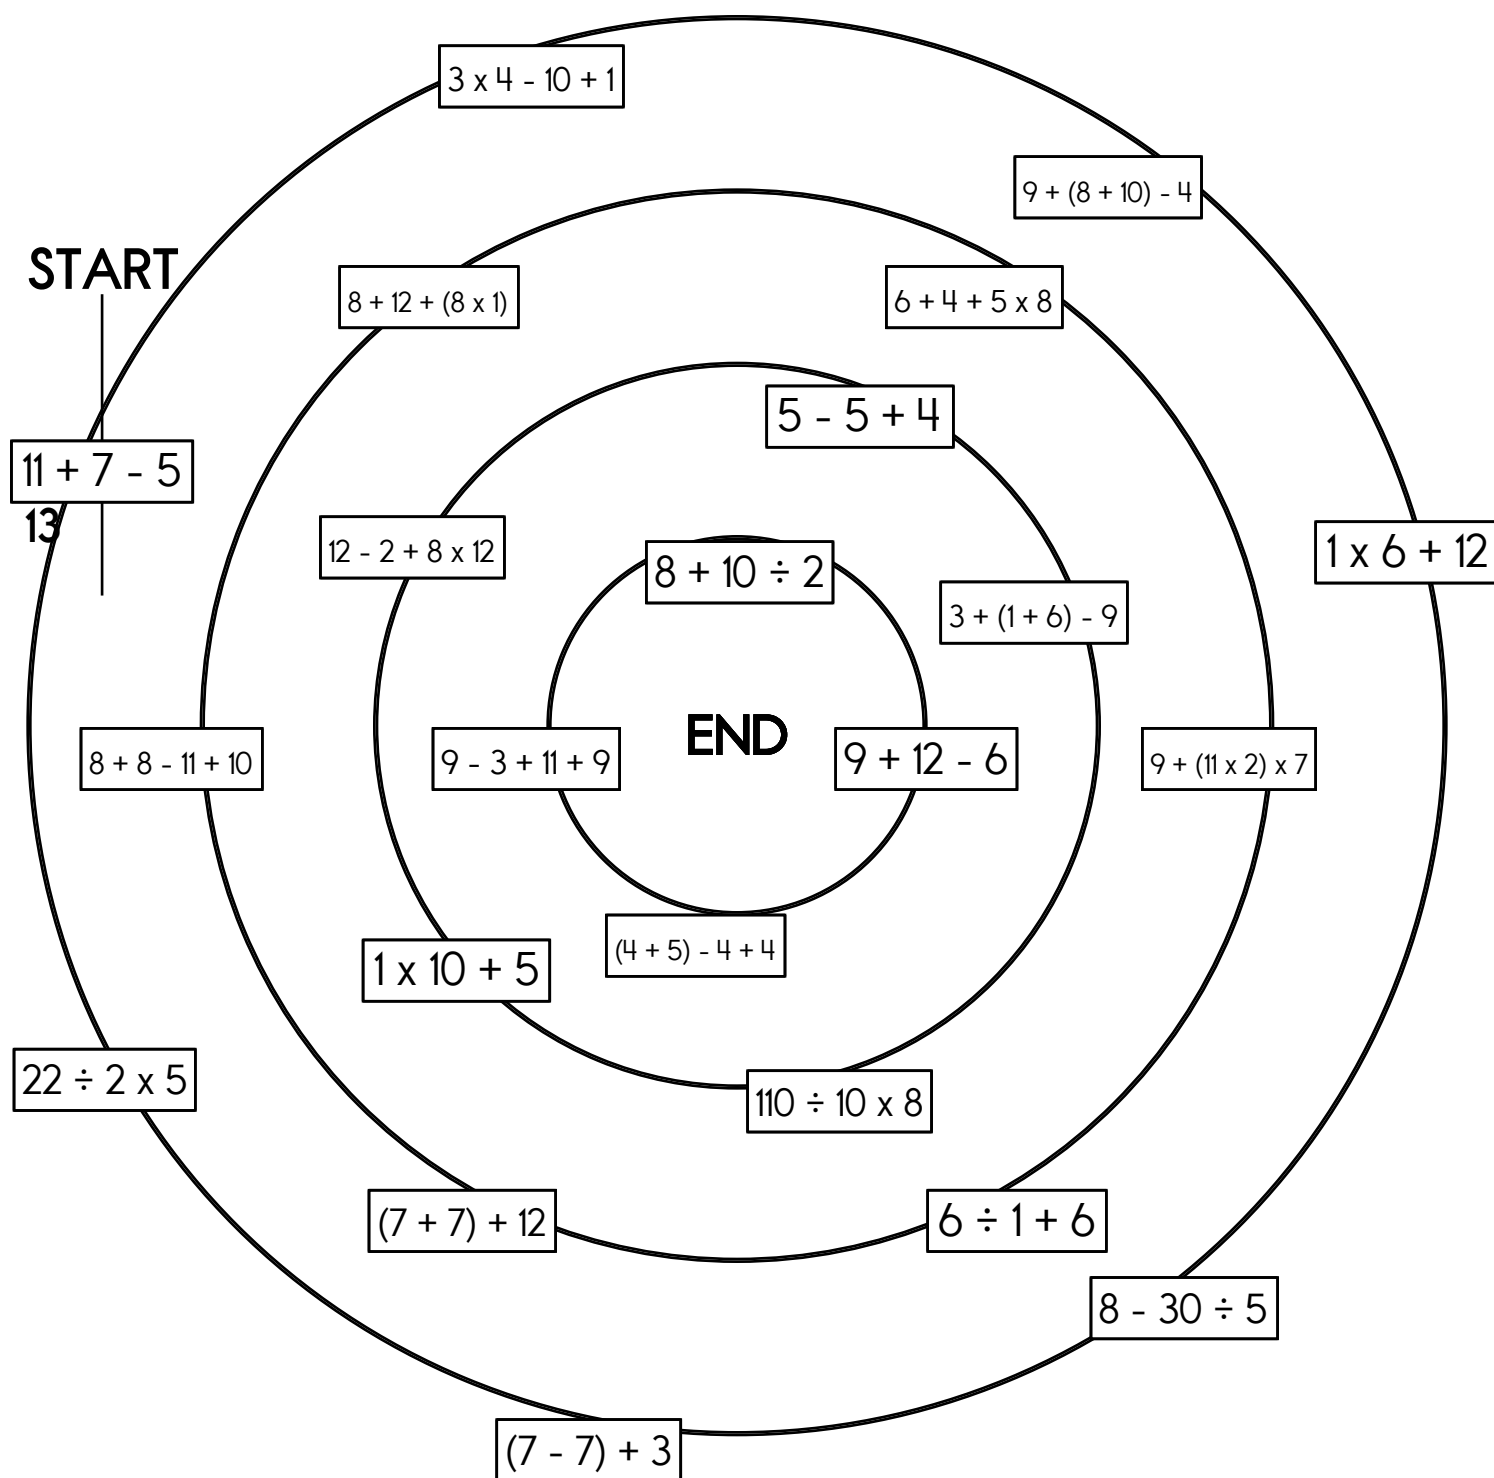 3 x 4 - 10 + 1
9 + (8 + 10) - 4
START
8 + 12 + (8 x 1)
6 + 4 + 5 x 8
5 - 5 + 4
11 + 7 - 5
13
12 - 2 + 8 x 12
8 + 10 ÷ 2
1 x 6 + 12
3 + (1 + 6) - 9
END
8 + 8 - 11 + 10
9 - 3 + 11 + 9
9 + 12 - 6
9 + (11 x 2) x 7
(4 + 5) - 4 + 4
1 x 10 + 5
22 ÷ 2 x 5
110 ÷ 10 x 8
(7 + 7) + 12
6 ÷ 1 + 6
8 - 30 ÷ 5
(7 - 7) + 3